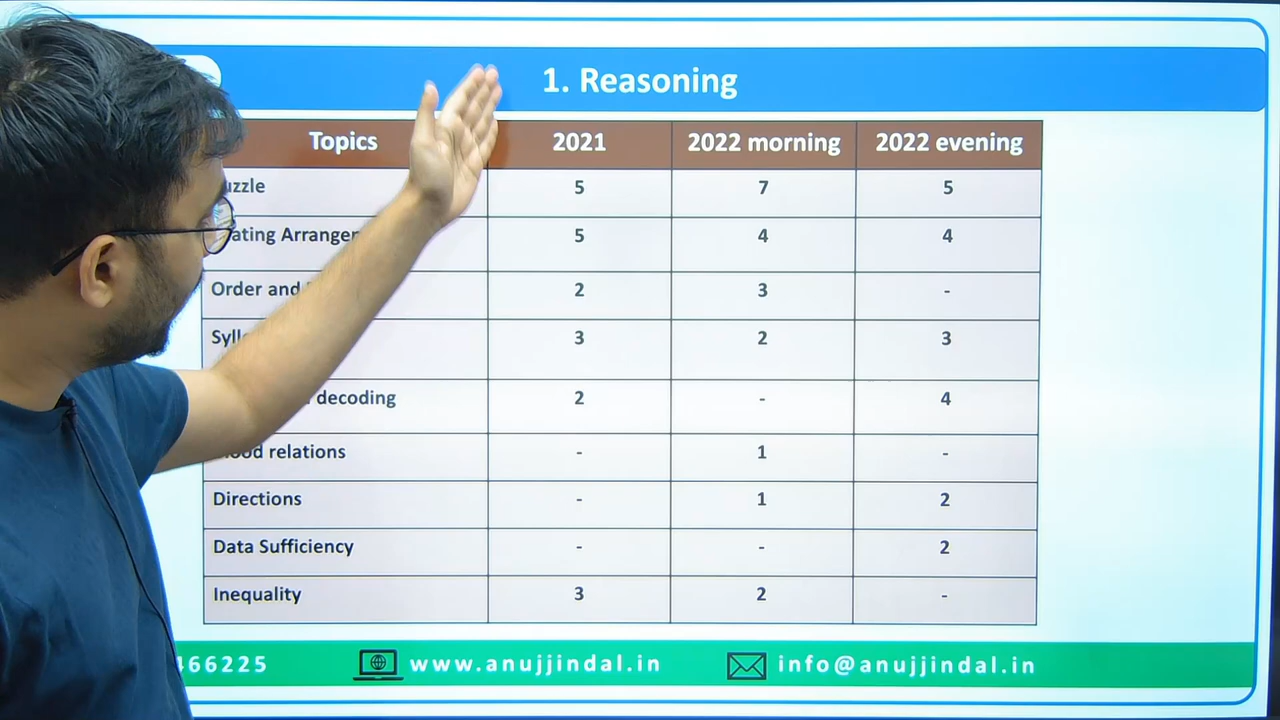 1. Reasoning
Topics 2021 2022 morning 2022 evening
uzzle 5 7 5
ating Arranger 5 4 4
Order and 2 3 -
Sylle 3 2 3
decoding 2 - 4
ood relations - 1 -
Directions - 1 2
Data Sufficiency - - 2
Inequality 3 2 -
466225 www.anujjindal.in info@anujjindal.in